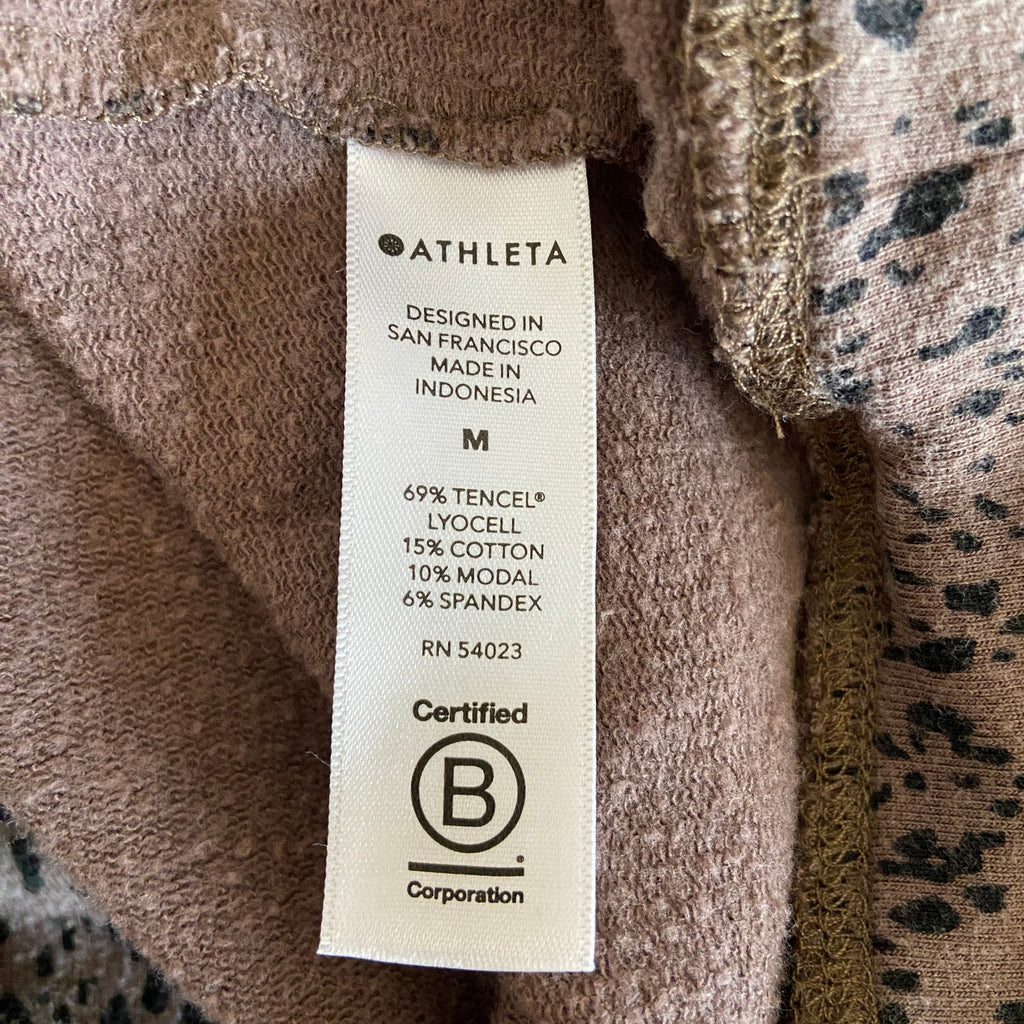 ATHLETA
DESIGNED IN
SAN FRANCISCO
MADE IN
INDONESIA
M
69% TENCEL®
LYOCELL
15% COTTON
10% MODAL
6% SPANDEX
RN 54023
Certified
B
®
Corporation